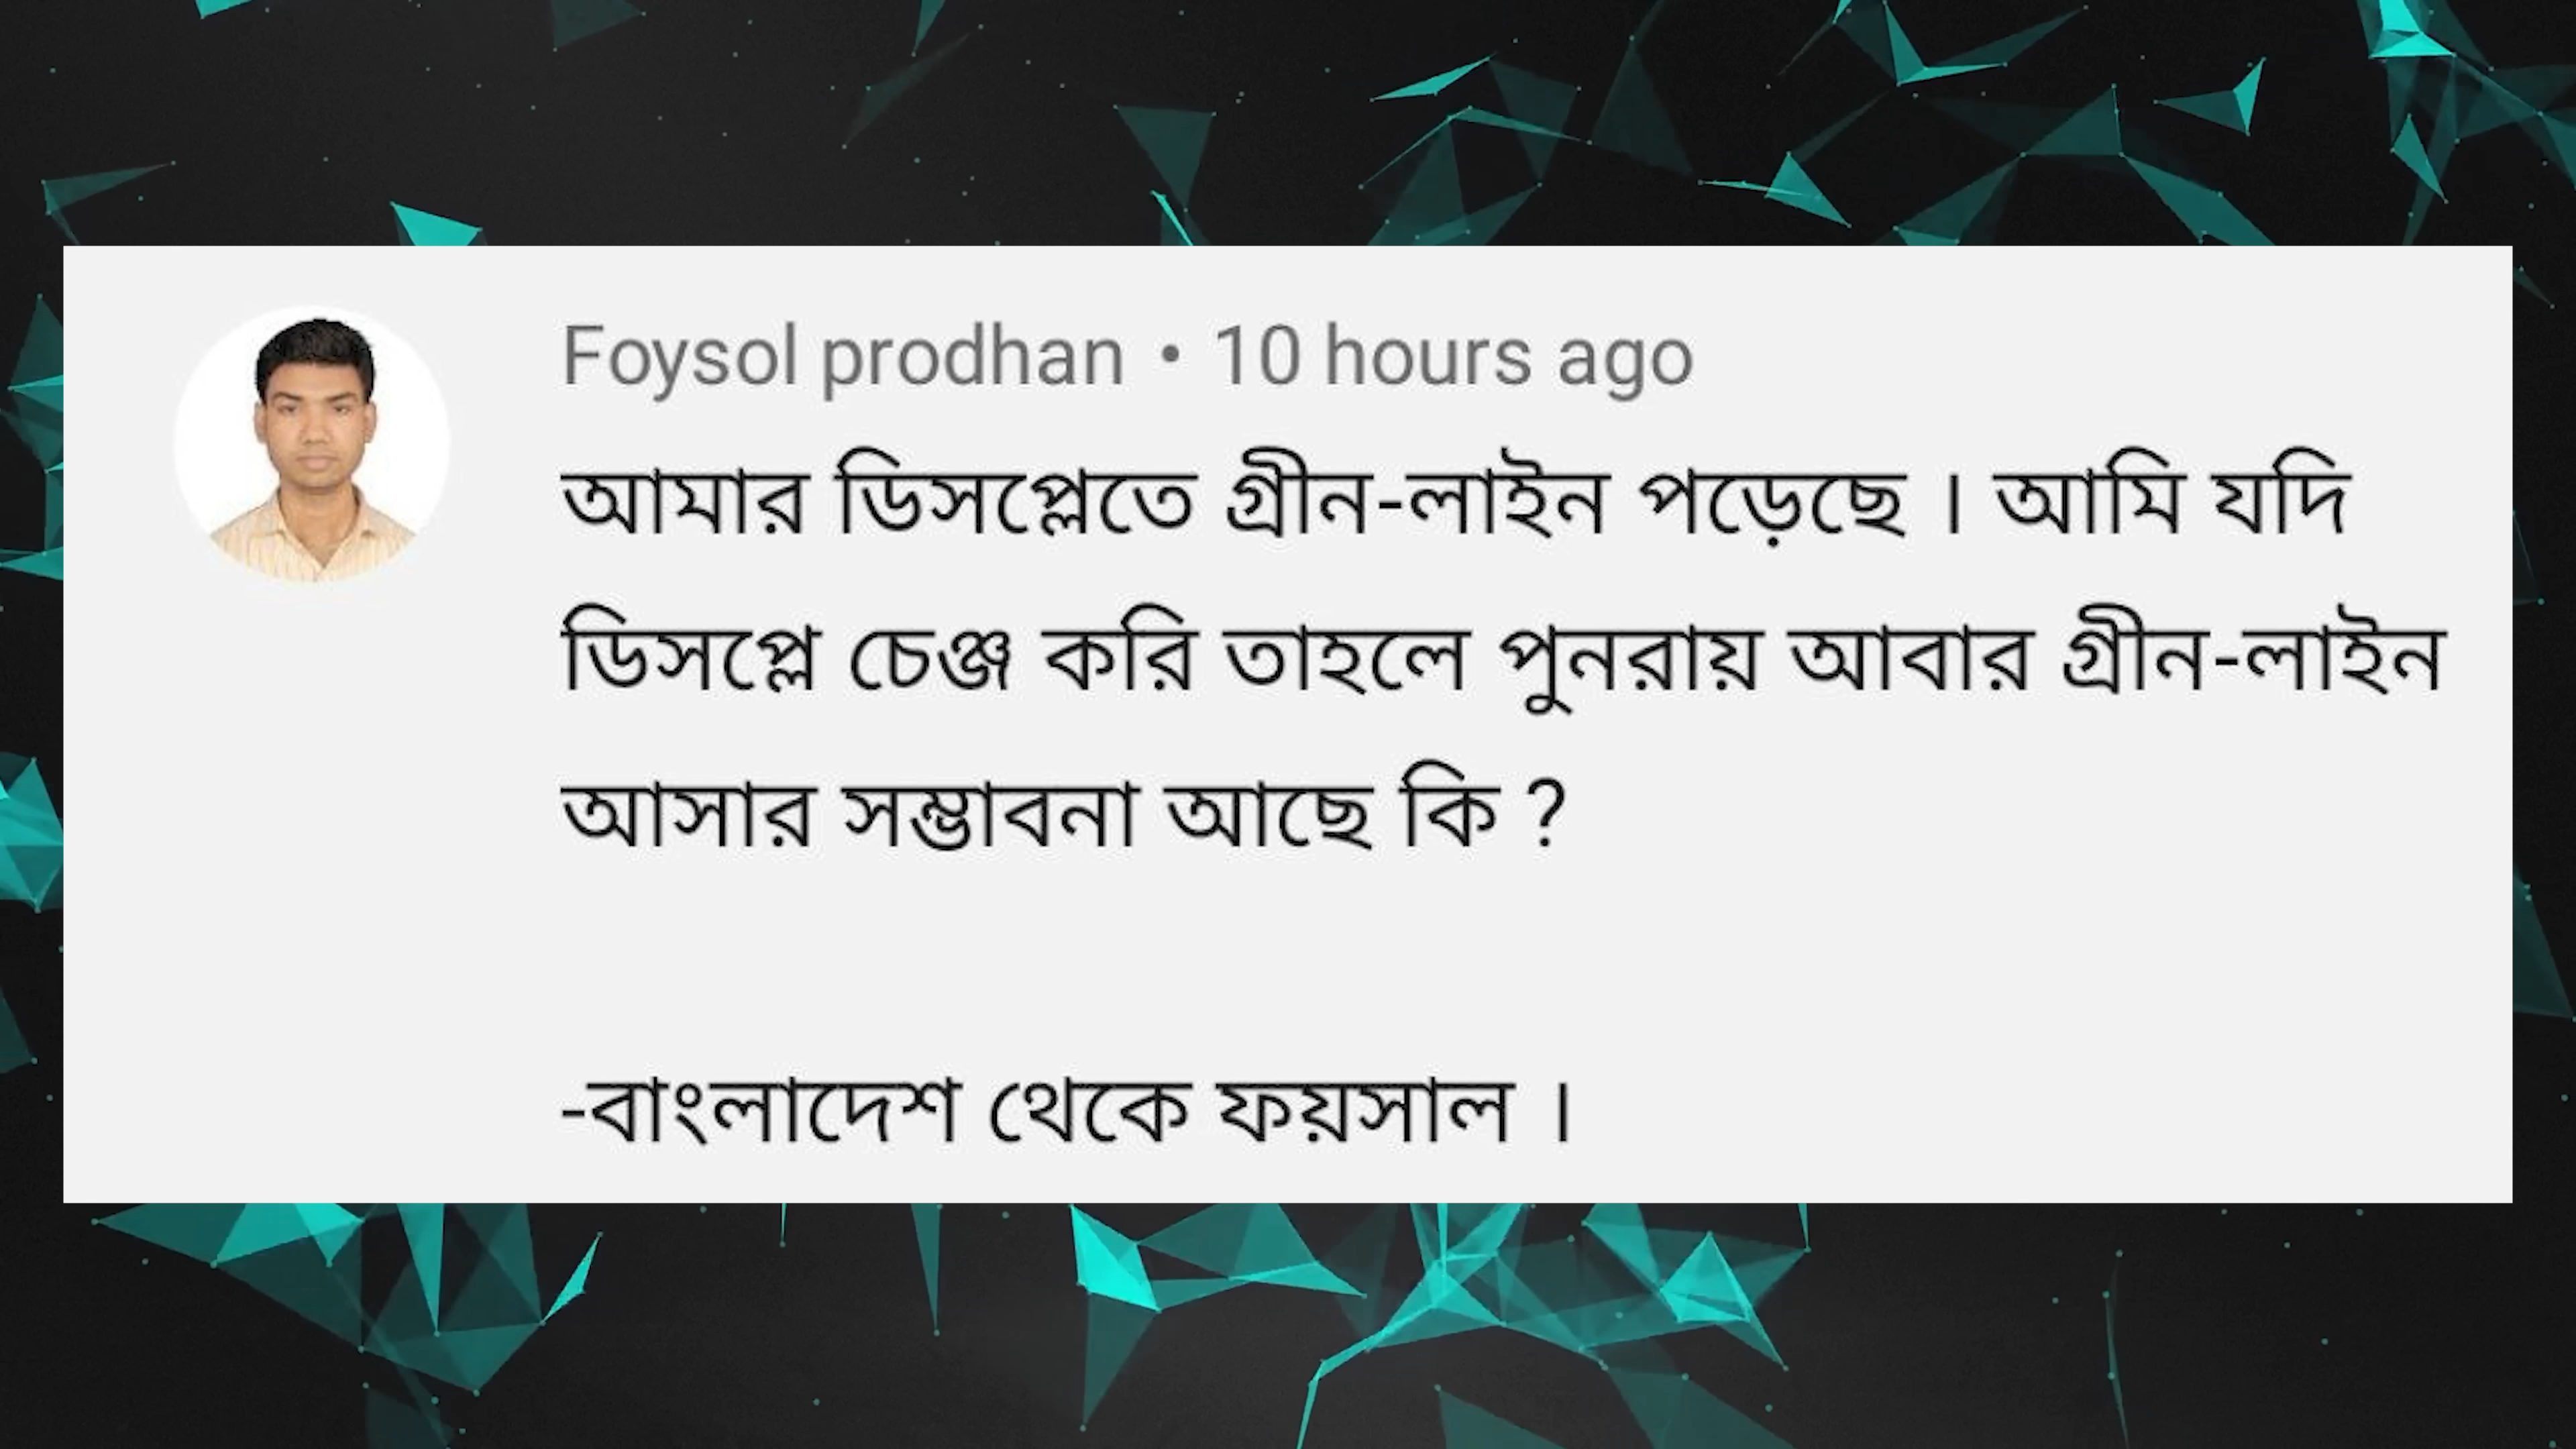 Foysol prodhan • 10 hours ago
আমার ডিসপ্লেতে গ্রীন-লাইন পড়েছে । আমি যদি
ডিসপ্লে চেঞ্জ করি তাহলে পুনরায় আবার গ্রীন-লাইন
আসার সম্ভাবনা আছে কি ?
-বাংলাদেশ থেকে ফয়সাল ।